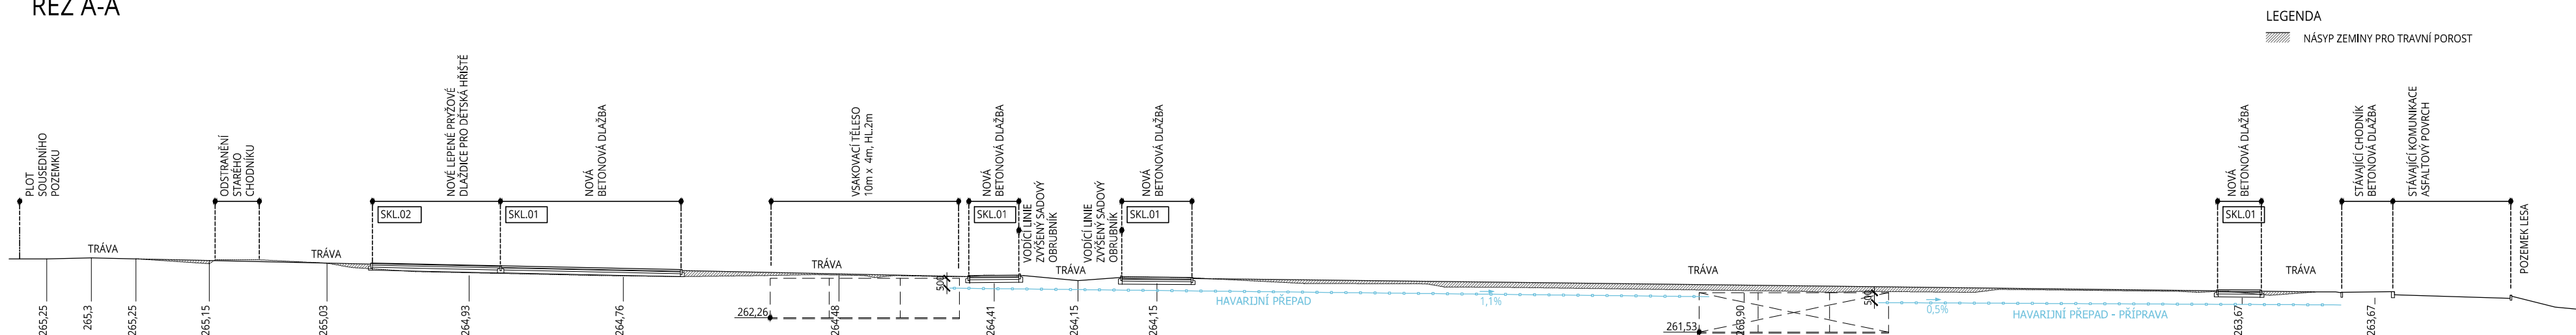 ŘEZ A-A
LEGENDA
NÁSYP ZEMINY PRO TRAVNÍ POROST
PLOT
SOUSEDNÍHO
POZEMKU
ODSTRANĚNÍ
STARÉHO
CHODNÍKU
NOVÉ LEPENÉ PRYŽOVÉ
DLAŽDICE PRO DĚTSKÁ HŘIŠTĚ
NOVÁ
BETONOVÁ DLAŽBA
VSAKOVACÍ TĚLESO
10m x 4m, HL.2m
NOVÁ
BETONOVÁ DLAŽBA
VODÍCÍ LINIE
ZVÝŠENÝ SADOVÝ
OBRUBNÍK
VODÍCÍ LINIE
ZVÝŠENÝ SADOVÝ
OBRUBNÍK
NOVÁ
BETONOVÁ DLAŽBA
NOVÁ
BETONOVÁ DLAŽBA
STÁVAJÍCÍ CHODNÍK
BETONOVÁ DLAŽBA
STÁVAJÍCÍ KOMUNIKACE
ASFALTOVÝ POVRCH
POZEMEK LESA
SKL.02
SKL.01
SKL.01
SKL.01
SKL.01
TRÁVA
TRÁVA
TRÁVA
TRÁVA
TRÁVA
TRÁVA
500
500
HAVARIJNÍ PŘEPAD
1,1%
0,5%
HAVARIJNÍ PŘEPAD - PŘÍPRAVA
265,25
265,3
265,25
265,15
265,03
264,93
264,76
262,26
264,48
264,41
264,15
264,15
261,53
263,90
263,67
263,67